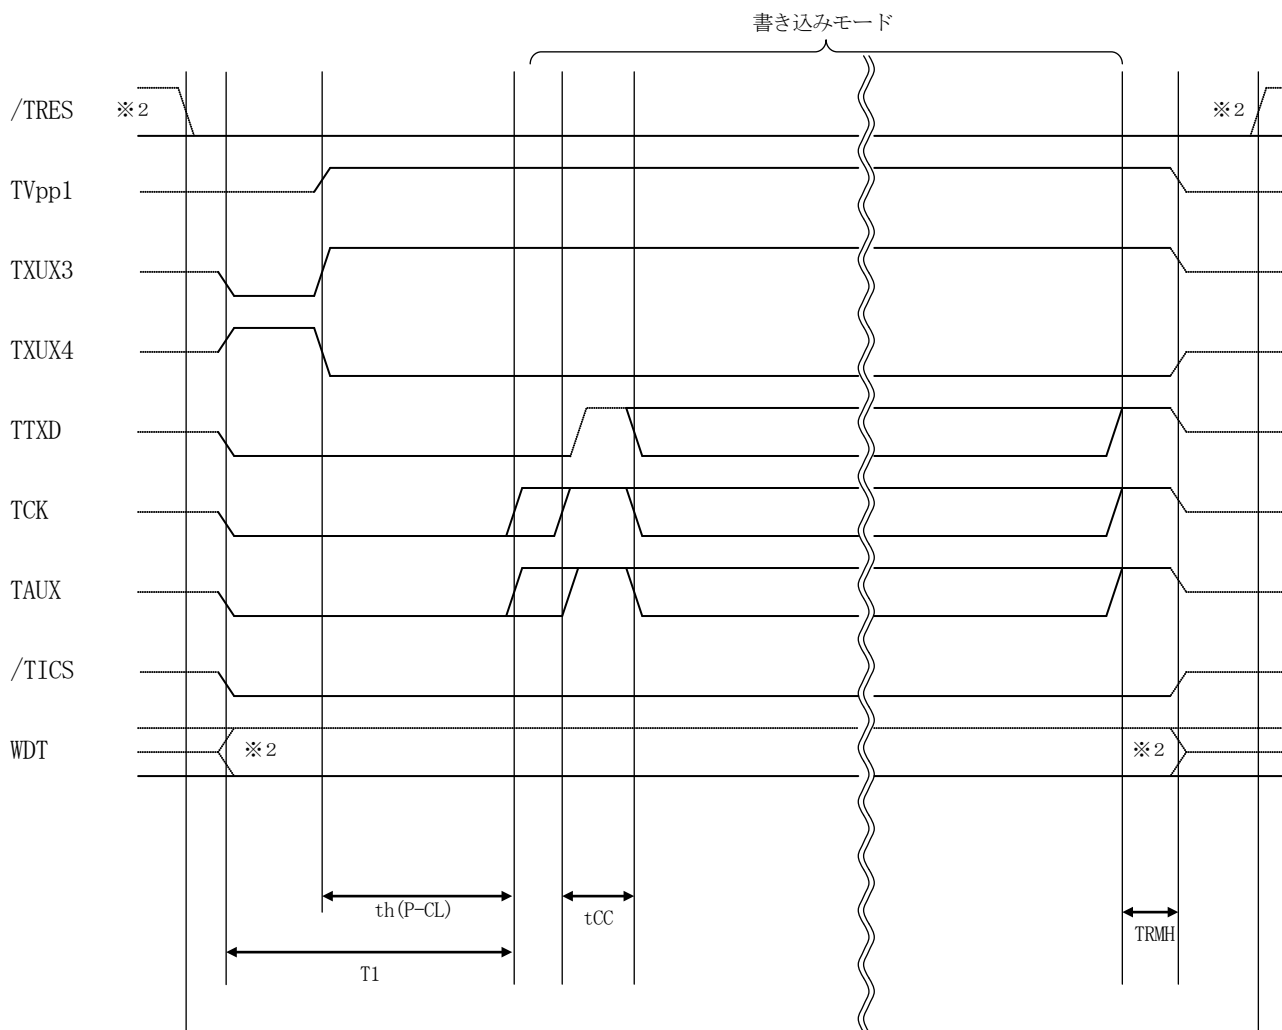 書き込みモード
/TRES ※2 ※2
TVpp1
TXUX3
TXUX4
TTXD
TCK
TAUX
/TICS
WDT ※2 ※2
th(P-CL)
tCC
TRMH
T1